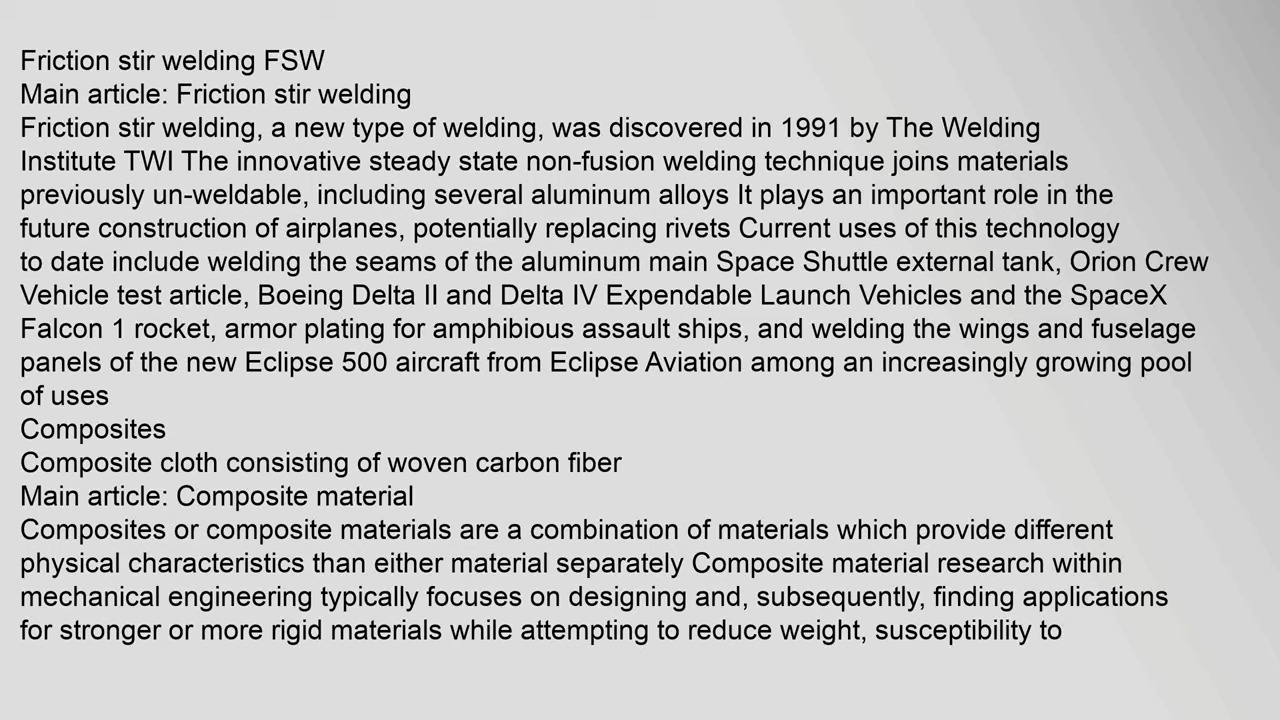 Friction stir welding FSW
Main article: Friction stir welding
Friction stir welding, a new type of welding, was discovered in 1991 by The Welding
Institute TWI The innovative steady state non-fusion welding technique joins materials
previously un-weldable, including several aluminum alloys It plays an important role in the
future construction of airplanes, potentially replacing rivets Current uses of this technology
to date include welding the seams of the aluminum main Space Shuttle external tank, Orion Crew
Vehicle test article, Boeing Delta II and Delta IV Expendable Launch Vehicles and the SpaceX
Falcon 1 rocket, armor plating for amphibious assault ships, and welding the wings and fuselage
panels of the new Eclipse 500 aircraft from Eclipse Aviation among an increasingly growing pool
of uses
Composites
Composite cloth consisting of woven carbon fiber
Main article: Composite material
Composites or composite materials are a combination of materials which provide different
physical characteristics than either material separately Composite material research within
mechanical engineering typically focuses on designing and, subsequently, finding applications
for stronger or more rigid materials while attempting to reduce weight, susceptibility to